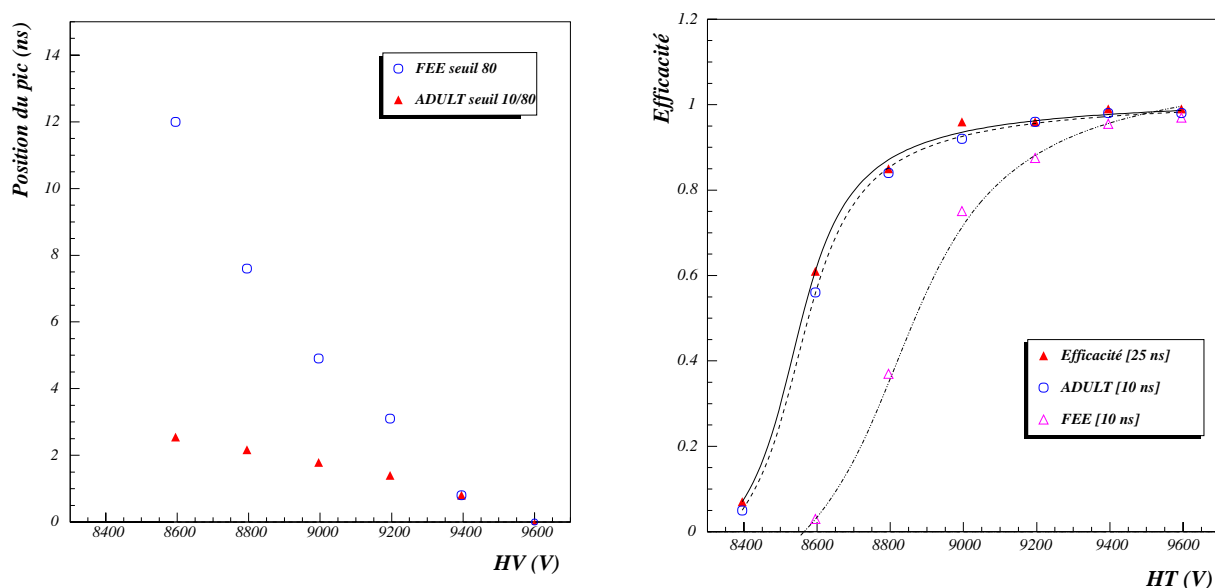 Position du pic (ns)
14
12
10
8
6
4
2
0
FEE seuil 80
ADULT seuil 10/80
8400 8600 8800 9000 9200 9400 9600
HV (V)
Efficacité
1.2
1
0.8
0.6
0.4
0.2
0
Efficacité [25 ns]
ADULT [10 ns]
FEE [10 ns]
8400 8600 8800 9000 9200 9400 9600
HT (V)